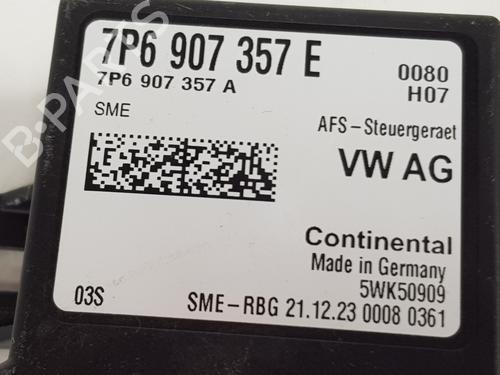 7P6 907 357 E
7P6 907 357 A
0080
H07
SME
AFS-Steuergeraet
VW AG
Continental
Made in Germany
5WK50909
03S
SME-RBG 21.12.23 0008 0361
B-PARTS